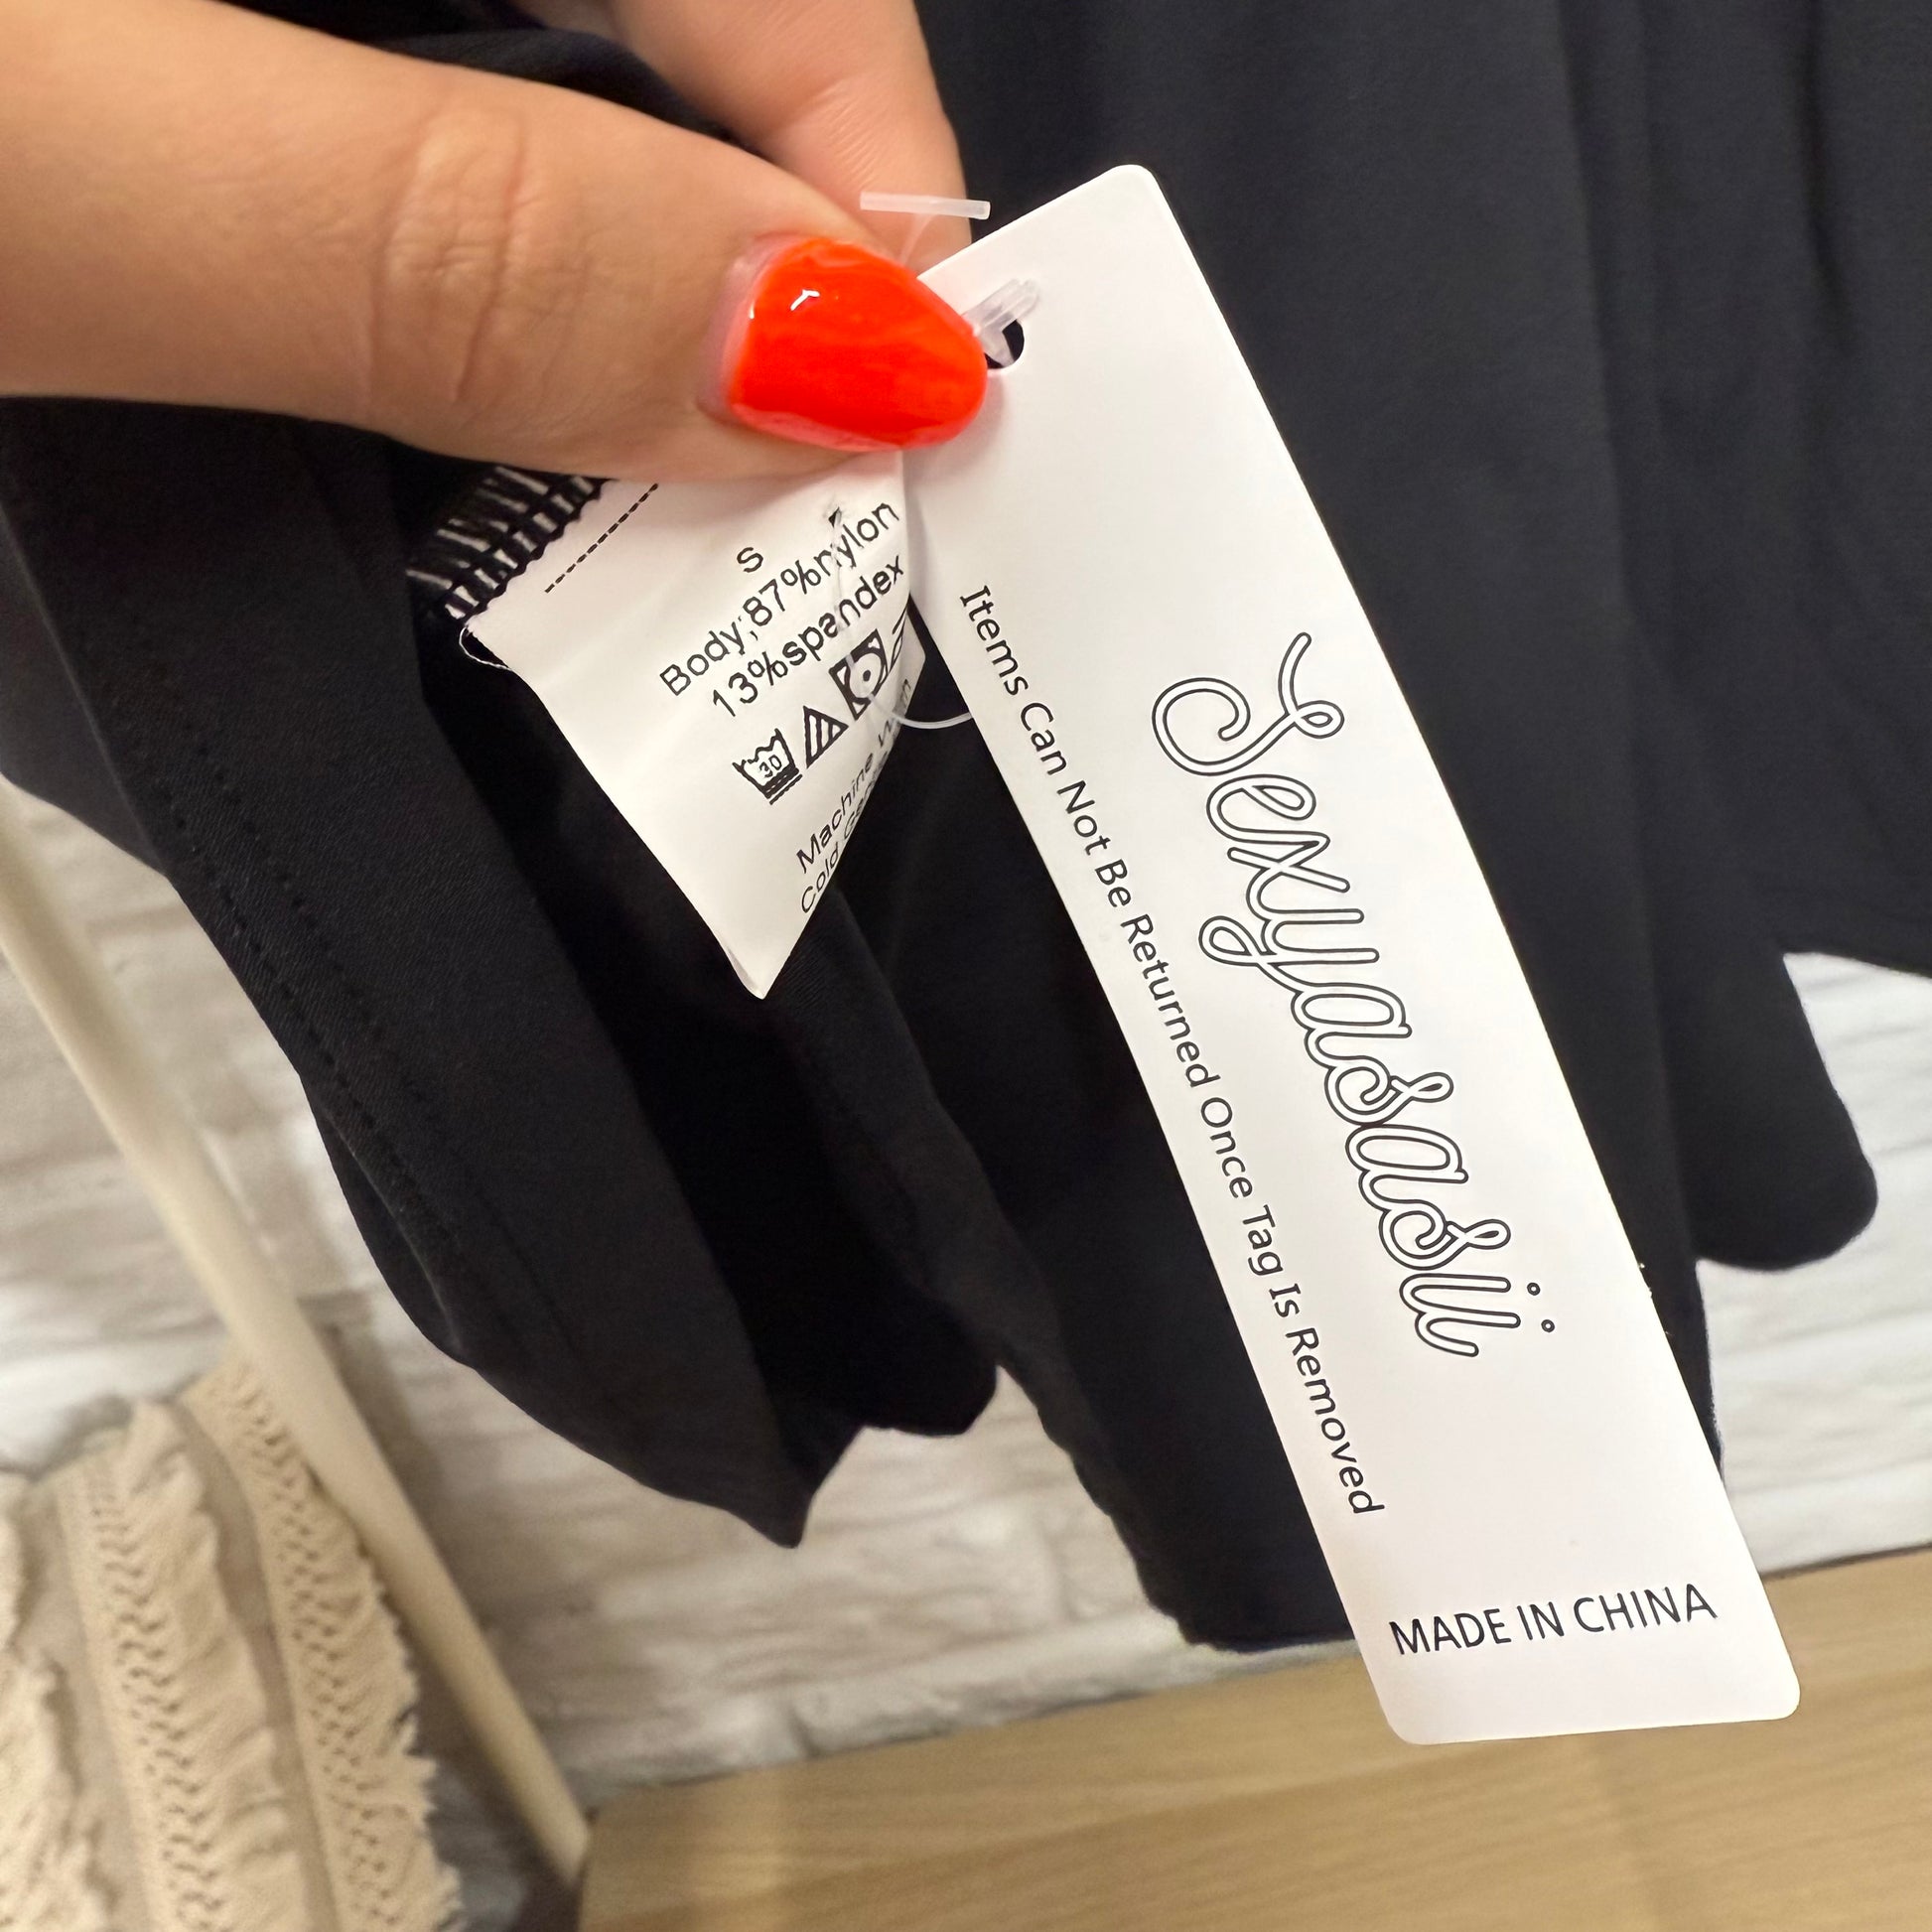 S
Body;87%nylon
13%spandex
30
Machine
Cold
Sexyasasii
Items Can Not Be Returned Once Tag Is Removed
MADE IN CHINA